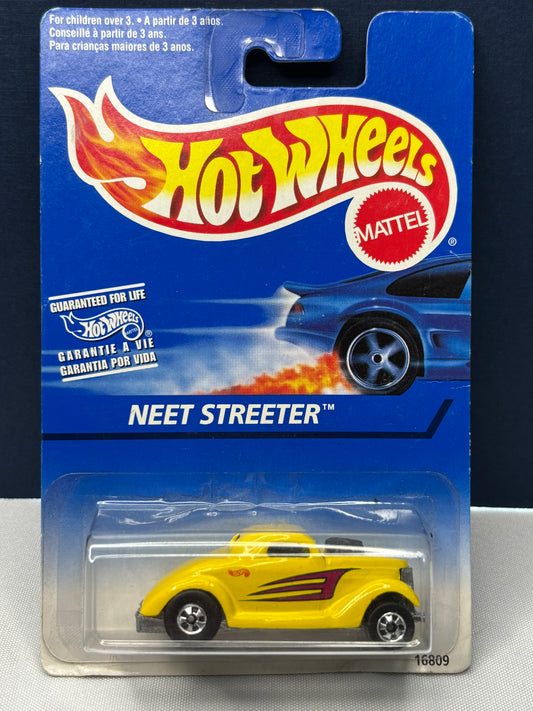 For children over 3. • A partir de 3 años.
Conseillé à partir de 3 ans.
Para crianças maiores de 3 anos.
HOT WHEELS
MATTEL
®
GUARANTEED FOR LIFE
Hot Wheels
MATTEL
®
GARANTIE A VIE
GARANTIA POR VIDA
NEET STREETER™
16809